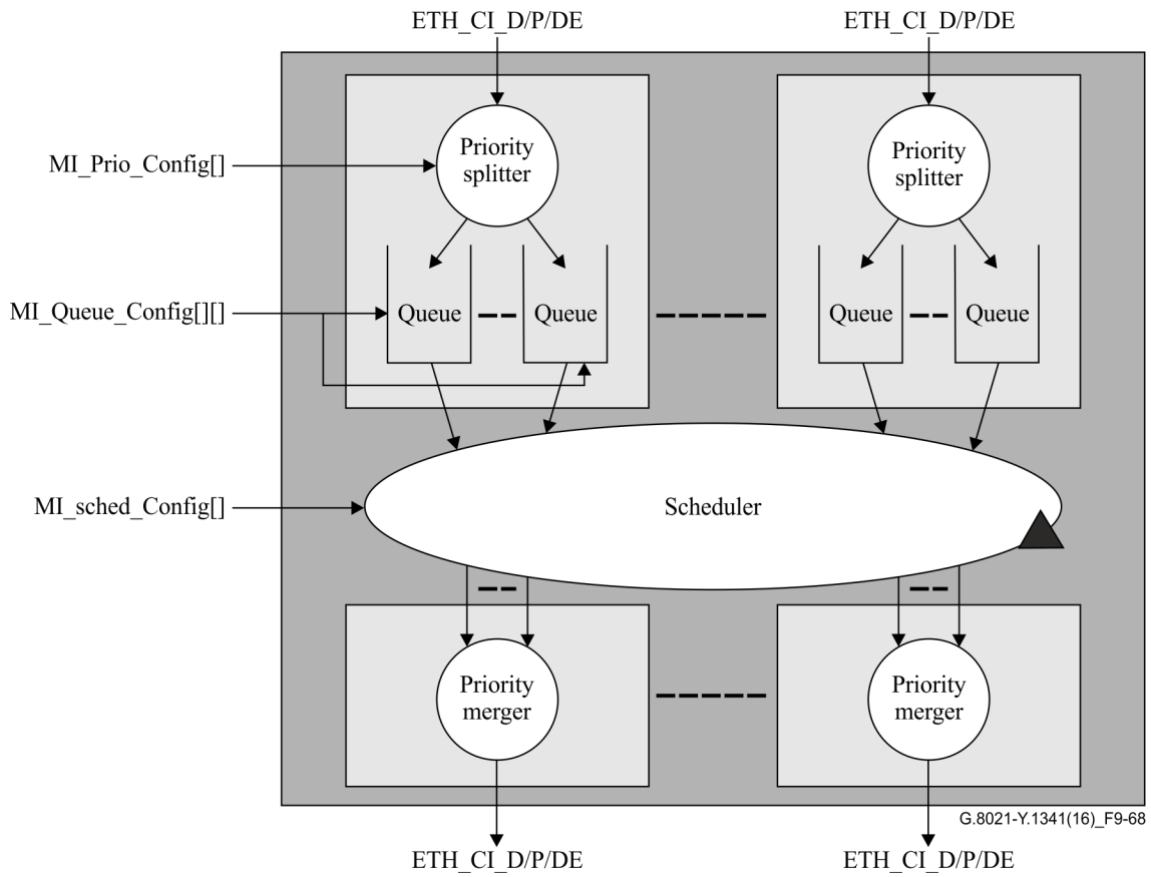 ETH_CI_D/P/DE ETH_CI_D/P/DE
MI_Prio_Config[]
Priority
splitter
Priority
splitter
MI_Queue_Config[][]
Queue
Queue
Queue
Queue
MI_sched_Config[]
Scheduler
Priority
merger
Priority
merger
G.8021-Y.1341(16)_F9-68
ETH_CI_D/P/DE ETH_CI_D/P/DE